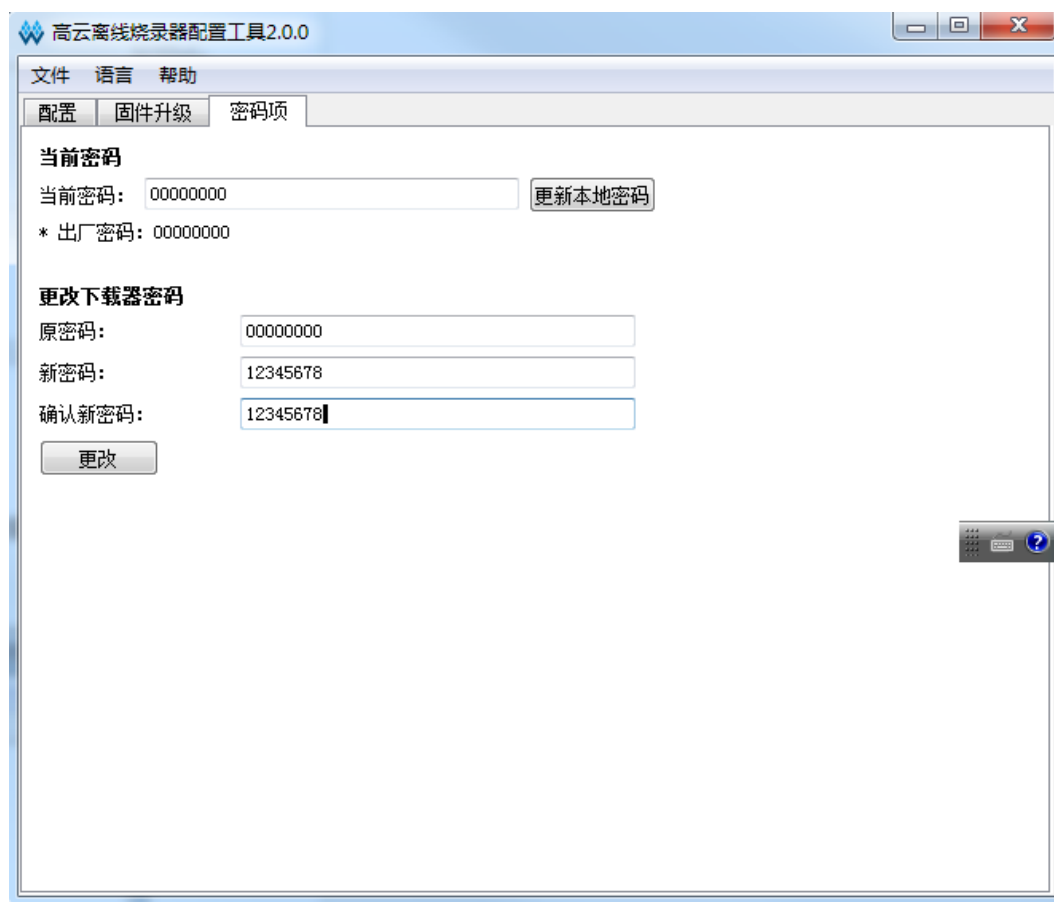 高云离线烧录器配置工具2.0.0
文件 语言 帮助
配置 固件升级 密码项
当前密码
当前密码： 00000000 更新本地密码
* 出厂密码：00000000
更改下载器密码
原密码： 00000000
新密码： 12345678
确认新密码： 12345678
更改